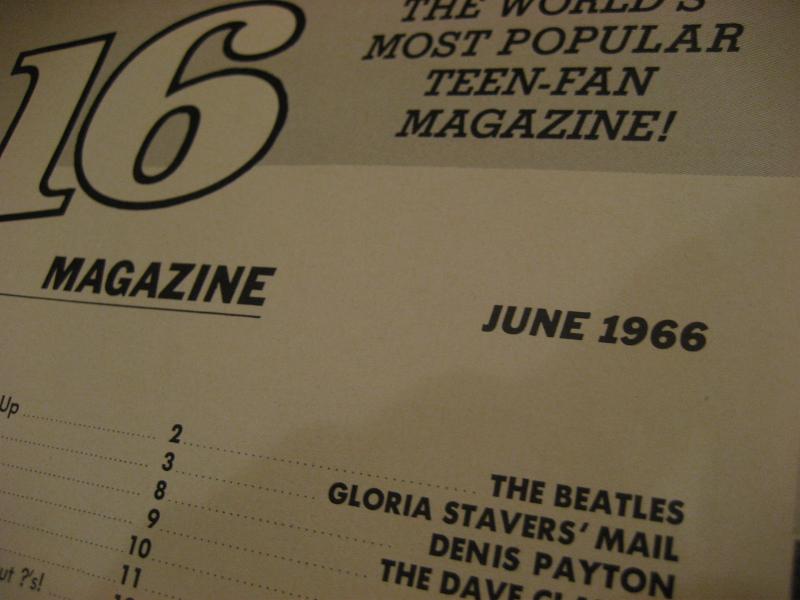 16
THE WORLD'S
MOST POPULAR
TEEN-FAN
MAGAZINE!
MAGAZINE
JUNE 1966
Up 2 THE BEATLES
3 GLORIA STAVERS' MAIL
8 DENIS PAYTON
9 THE DAVE
10
?'s! 11